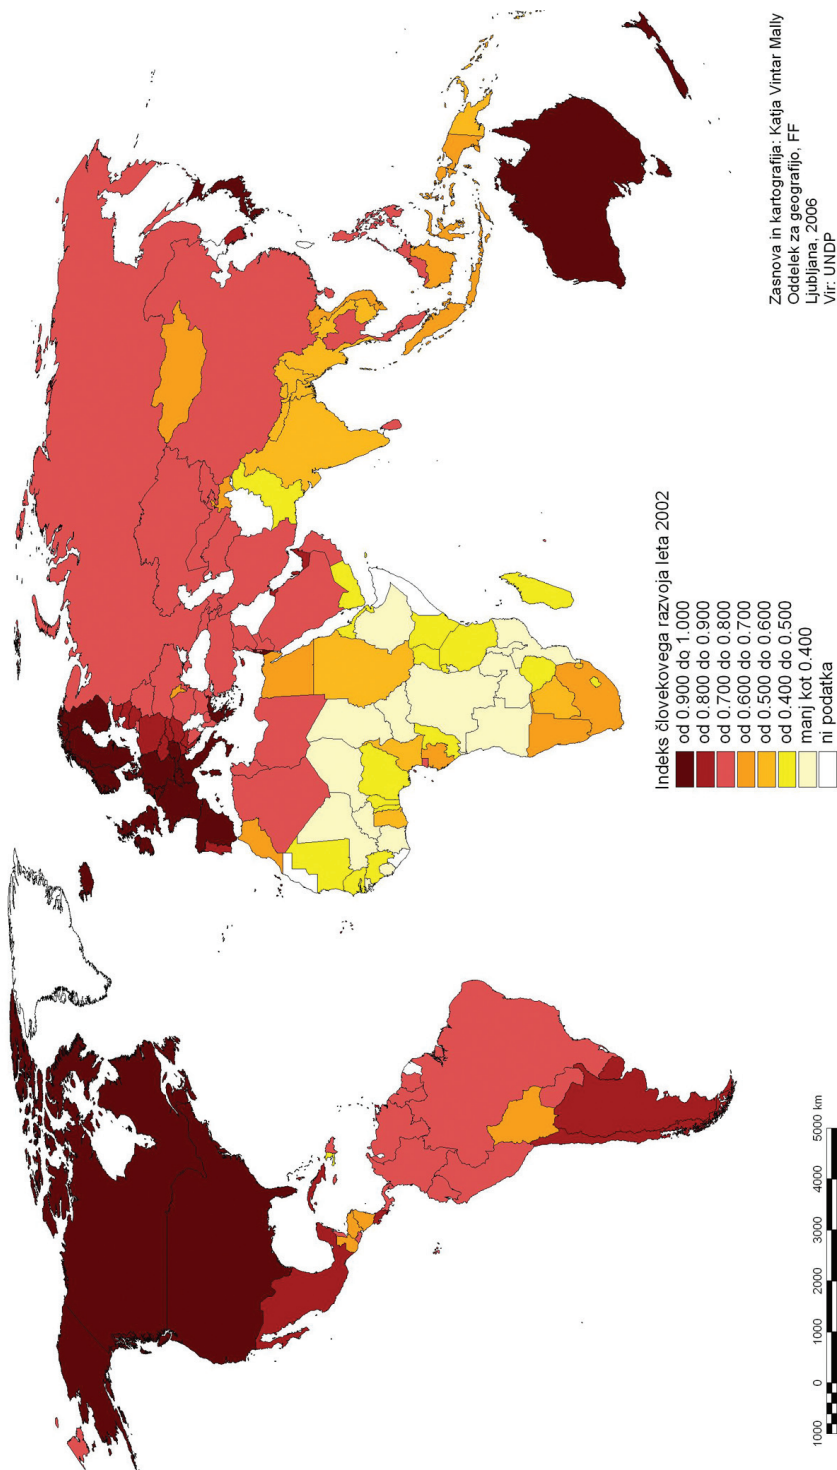 Zasnova in kartografija: Katja Vintar Mally
Oddelek za geografijo, FF
Ljubljana, 2006
Vir: UNDP
Indeks človekovega razvoja leta 2002
od 0.900 do 1.000
od 0.800 do 0.900
od 0.700 do 0.800
od 0.600 do 0.700
od 0.500 do 0.600
od 0.400 do 0.500
manj kot 0.400
ni podatka
1000 0 1000 2000 3000 4000 5000 km